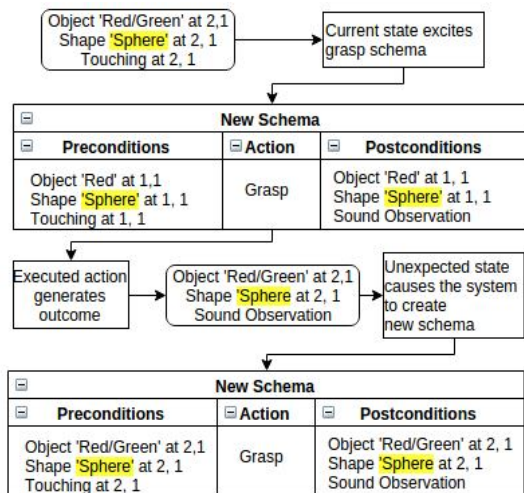 Object 'Red/Green' at 2,1
Shape 'Sphere' at 2, 1
Touching at 2, 1
Current state excites
grasp schema
New Schema
Preconditions
Action
Postconditions
Object 'Red' at 1,1
Shape 'Sphere' at 1, 1
Touching at 1, 1
Grasp
Object 'Red' at 1, 1
Shape 'Sphere' at 1, 1
Sound Observation
Executed action
generates
outcome
Object 'Red/Green' at 2,1
Shape 'Sphere at 2, 1
Sound Observation
Unexpected state
causes the system
to create
new schema
New Schema
Preconditions
Action
Postconditions
Object 'Red/Green' at 2,1
Shape 'Sphere' at 2, 1
Touching at 2, 1
Grasp
Object 'Red/Green' at 2, 1
Shape 'Sphere at 2, 1
Sound Observation